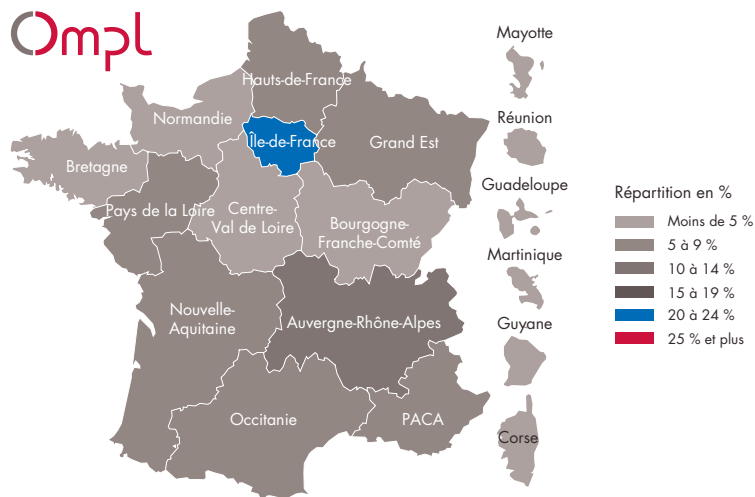 Ompl
Hauts-de-France
Normandie
Île-de-France
Grand Est
Bretagne
Pays de la Loire
Centre-
Val de Loire
Bourgogne-
Franche-Comté
Nouvelle-
Aquitaine
Auvergne-Rhône-Alpes
Occitanie
PACA
Mayotte
Réunion
Guadeloupe
Martinique
Guyane
Corse
Répartition en %
Moins de 5 %
5 à 9 %
10 à 14 %
15 à 19 %
20 à 24 %
25 % et plus